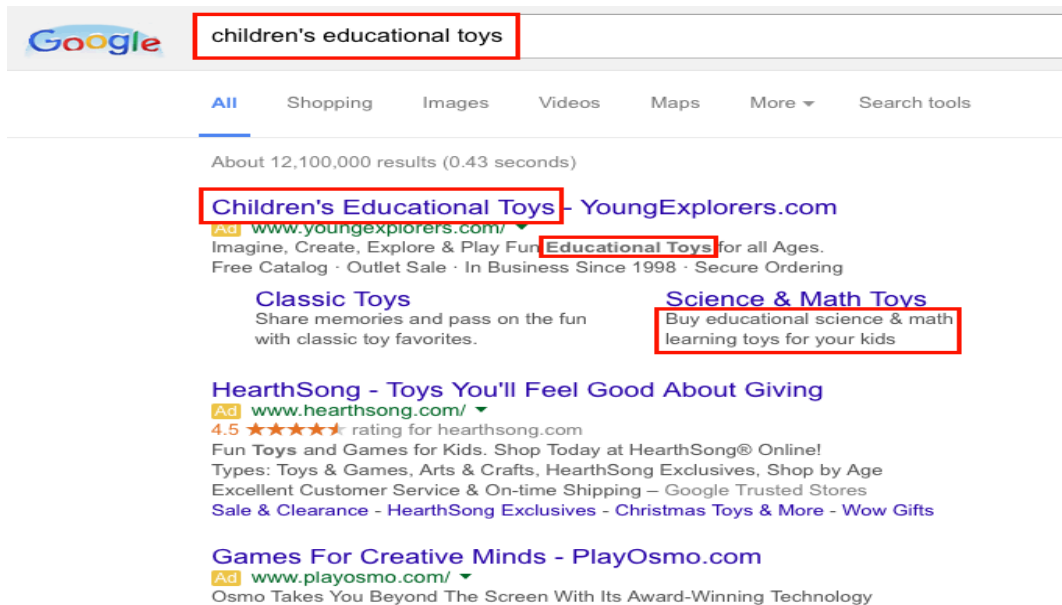 Google children's educational toys
All Shopping Images Videos Maps More Search tools
About 12,100,000 results (0.43 seconds)
Children's Educational Toys - YoungExplorers.com
Ad www.youngexplorers.com/
Imagine, Create, Explore & Play Fun Educational Toys for all Ages.
Free Catalog · Outlet Sale · In Business Since 1998 · Secure Ordering
Classic Toys
Share memories and pass on the fun
with classic toy favorites.
Science & Math Toys
Buy educational science & math
learning toys for your kids
HearthSong - Toys You'll Feel Good About Giving
Ad www.hearthsong.com/
4.5 ★★★★★ rating for hearthsong.com
Fun Toys and Games for Kids. Shop Today at HearthSong® Online!
Types: Toys & Games, Arts & Crafts, HearthSong Exclusives, Shop by Age
Excellent Customer Service & On-time Shipping – Google Trusted Stores
Sale & Clearance - HearthSong Exclusives - Christmas Toys & More - Wow Gifts
Games For Creative Minds - PlayOsmo.com
Ad www.playosmo.com/
Osmo Takes You Beyond The Screen With Its Award-Winning Technology